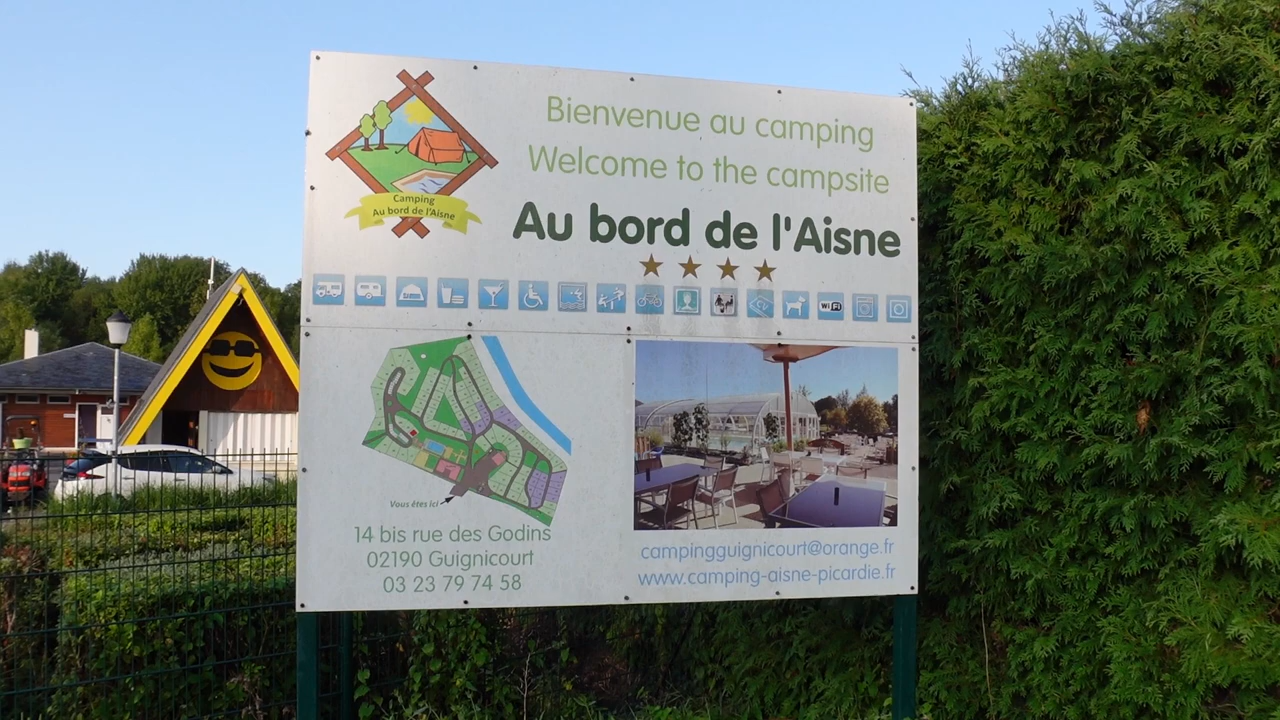 Bienvenue au camping
Welcome to the campsite
Camping
Au bord de l'Aisne
Au bord de l'Aisne
WiFi
Vous êtes ici
14 bis rue des Godins
02190 Guignicourt
03 23 79 74 58
campingguignicourt@orange.fr
www.camping-aisne-picardie.fr